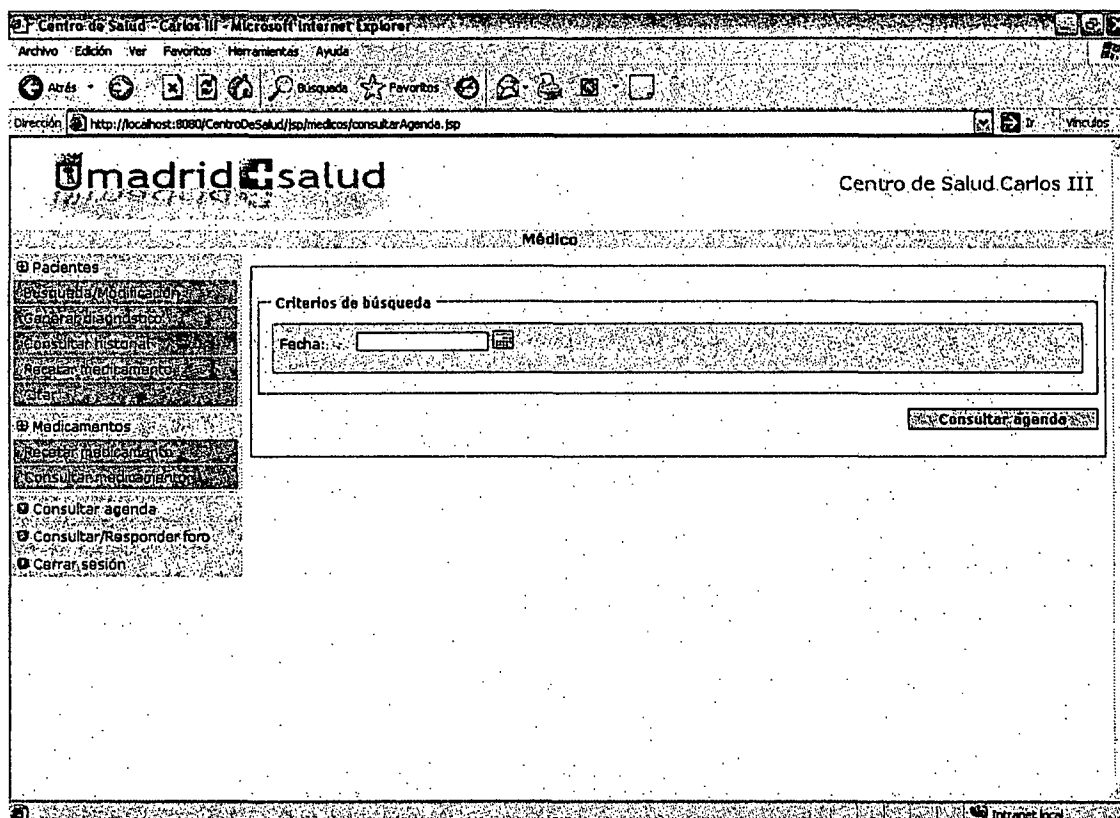 Centro de Salud - Carlos III - Microsoft Internet Explorer
Archivo Edición Ver Favoritos Herramientas Ayuda
Atrás Búsqueda Favoritos
Dirección http://localhost:8080/CentroDeSalud/jsp/medicos/consultarAgenda.jsp Ir Vínculos
madrid salud
Centro de Salud Carlos III
Médico
Pacientes
Búsqueda/Modificación
Generar diagnóstico
Consultar historial
Recetar medicamento
Citar
Medicamentos
Recetar medicamento
Consultar medicamento
Consultar agenda
Consultar/Responder foro
Cerrar sesión
Criterios de búsqueda
Fecha:
Consultar agenda
Intranet local